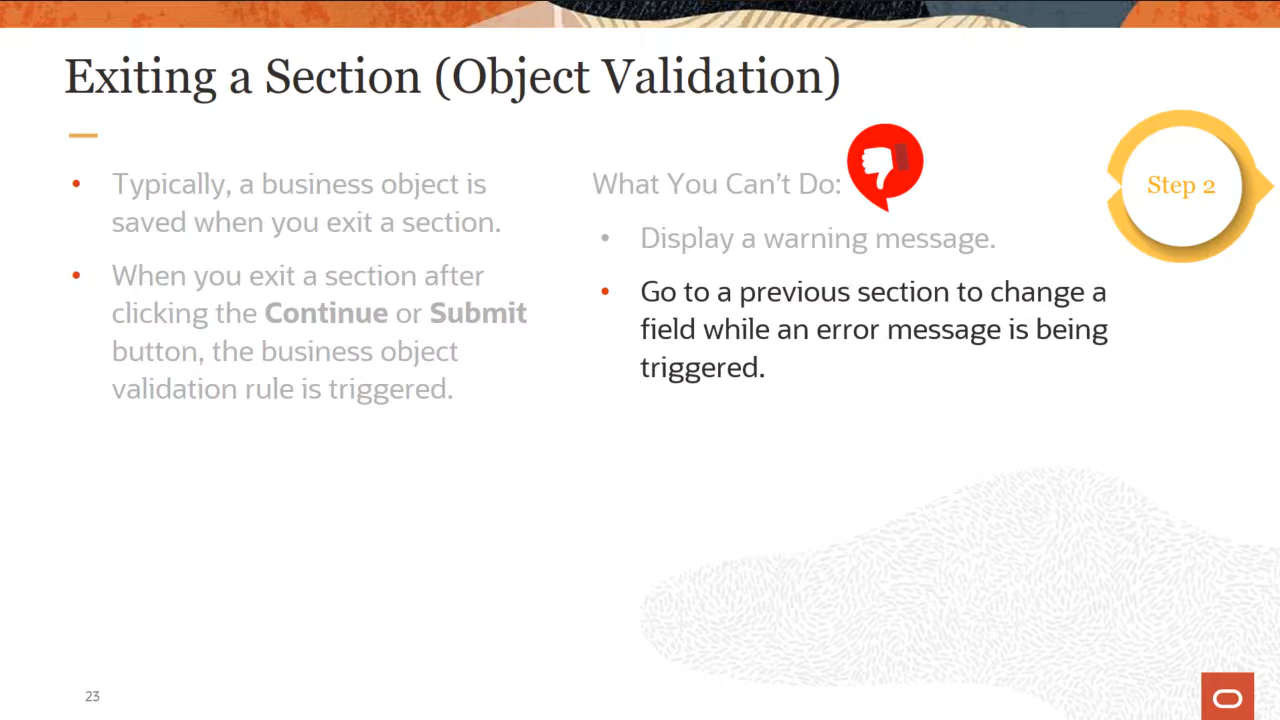 Exiting a Section (Object Validation)
• Typically, a business object is
saved when you exit a section.
• When you exit a section after
clicking the Continue or Submit
button, the business object
validation rule is triggered.
What You Can't Do:
• Display a warning message.
• Go to a previous section to change a
field while an error message is being
triggered.
Step 2
23